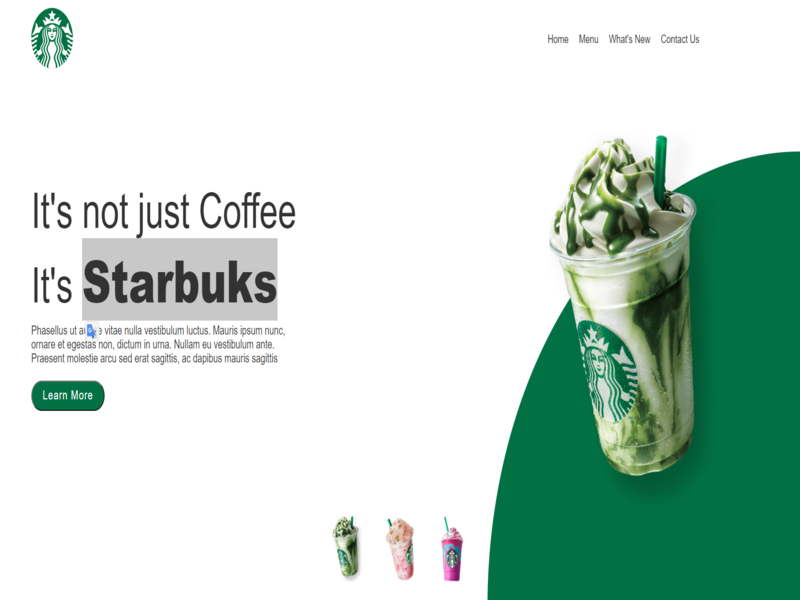 Home Menu What's New Contact Us
It's not just Coffee
It's Starbuks
Phasellus ut vitae nulla vestibulum luctus. Mauris ipsum nunc,
ornare et egestas non, dictum in urna. Nullam eu vestibulum ante.
Praesent molestie arcu sed erat sagittis, ac dapibus mauris sagittis
Learn More